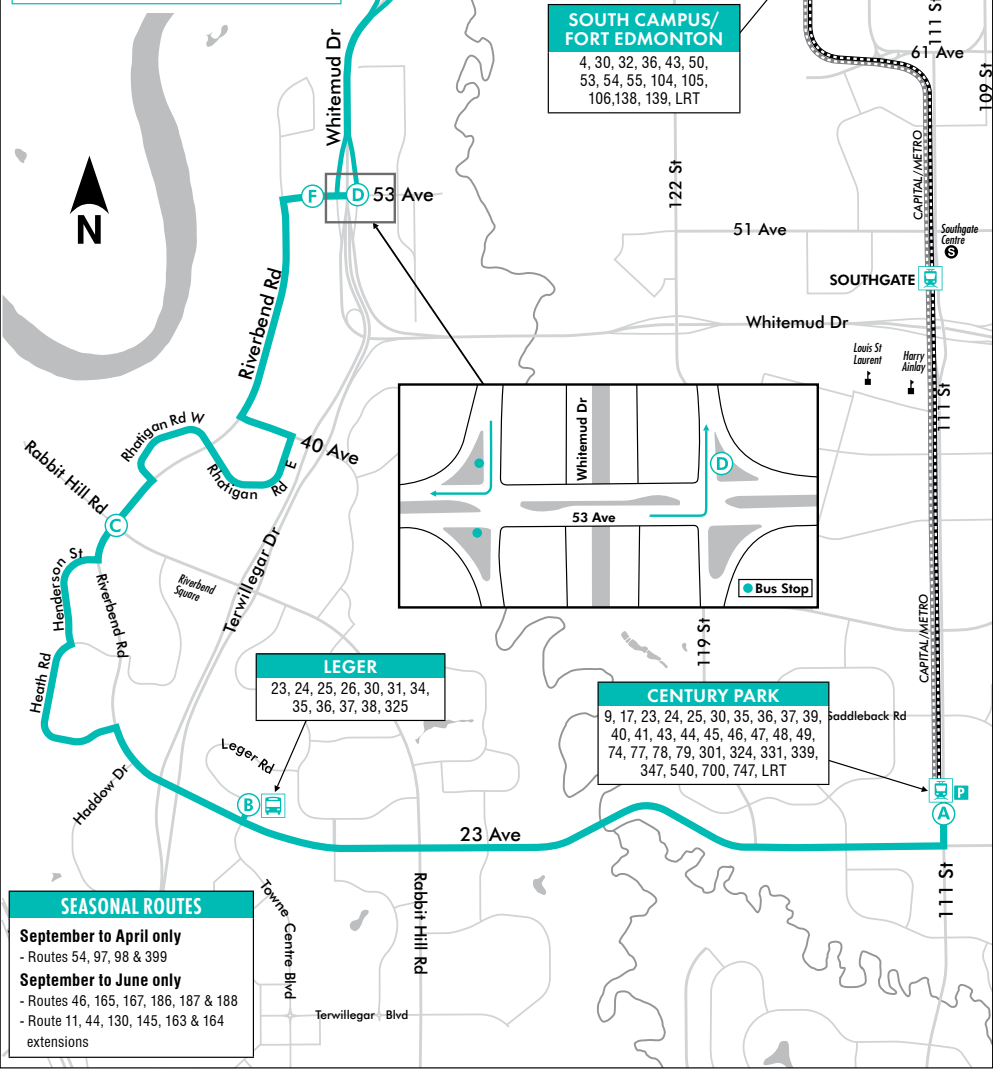 SOUTH CAMPUS/
FORT EDMONTON
4, 30, 32, 36, 43, 50,
53, 54, 55, 104, 105,
106,138, 139, LRT
111 St
61 Ave
109 St
Whitemud Dr
CAPITAL/METRO
N
F
D
53 Ave
122 St
51 Ave
Southgate
Centre
S
SOUTHGATE
Riverbend Rd
Whitemud Dr
Louis St
Laurent
Harry
Ainlay
111 St
Rhatigan Rd W
40 Ave
Rhatigan
Rd E
Rabbit Hill Rd
C
Whitemud Dr
D
53 Ave
Bus Stop
Henderson St
Riverbend Rd
Riverbend
Square
Terwillegar Dr
Heath Rd
119 St
CAPITAL/METRO
LEGER
23, 24, 25, 26, 30, 31, 34,
35, 36, 37, 38, 325
CENTURY PARK
9, 17, 23, 24, 25, 30, 35, 36, 37, 39,
40, 41, 43, 44, 45, 46, 47, 48, 49,
74, 77, 78, 79, 301, 324, 331, 339,
347, 540, 700, 747, LRT
Saddleback Rd
Leger Rd
Haddow Dr
B
P
A
23 Ave
111 St
Towne Centre Blvd
Rabbit Hill Rd
Terwillegar Blvd
SEASONAL ROUTES
September to April only
- Routes 54, 97, 98 & 399
September to June only
- Routes 46, 165, 167, 186, 187 & 188
- Route 11, 44, 130, 145, 163 & 164
extensions